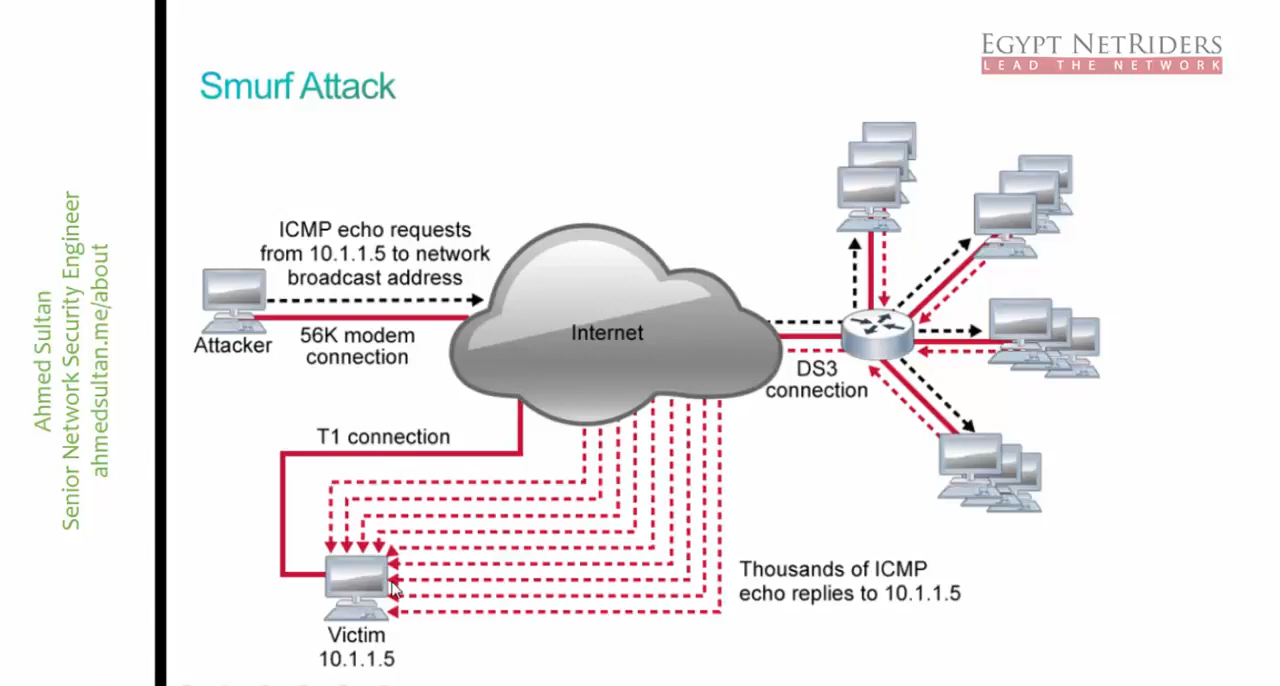 EGYPT NETRIDERS
LEAD THE NETWORK
Smurf Attack
Ahmed Sultan
Senior Network Security Engineer
ahmedsultan.me/about
ICMP echo requests
from 10.1.1.5 to network
broadcast address
Attacker
56K modem
connection
Internet
DS3
connection
T1 connection
Thousands of ICMP
echo replies to 10.1.1.5
Victim
10.1.1.5